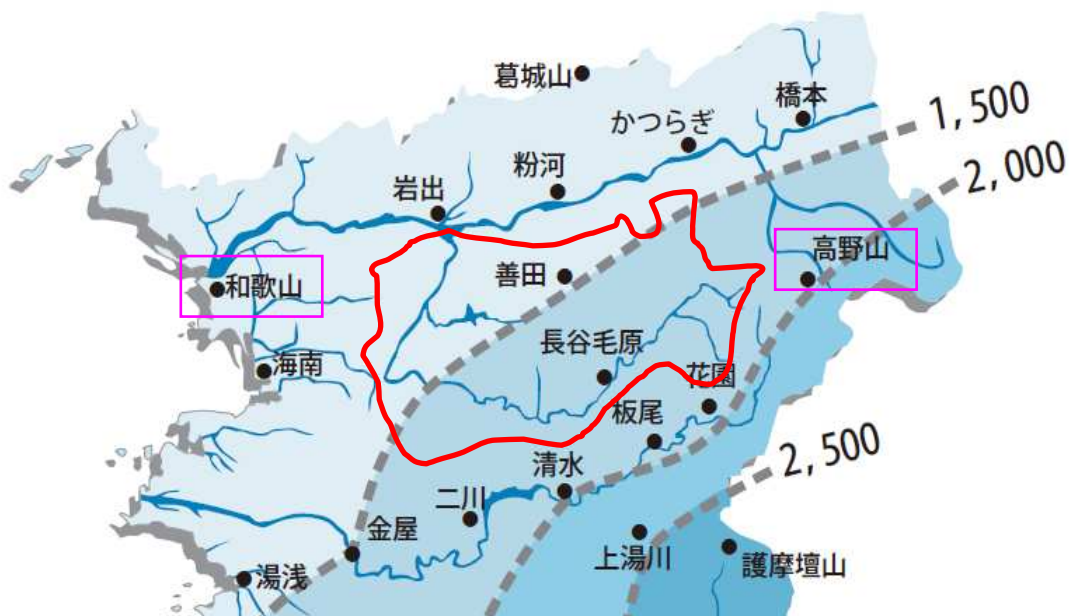 葛城山
橋本
1,500
かつらぎ
2,000
粉河
岩出
高野山
善田
和歌山
長谷毛原
海南
花園
板尾
2,500
清水
二川
金屋
上湯川
護摩壇山
湯浅